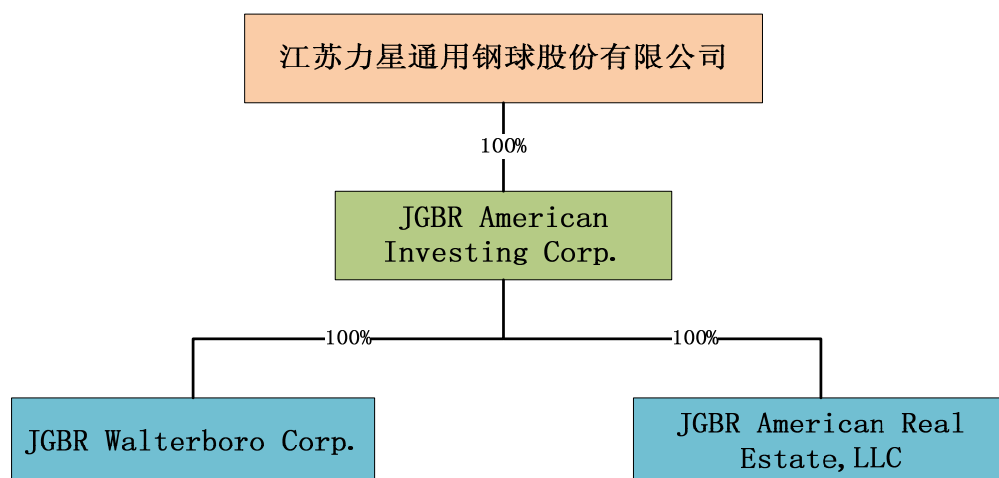 江苏力星通用钢球股份有限公司
100%
JGBR American
Investing Corp.
100%
100%
JGBR Walterboro Corp.
JGBR American Real
Estate,LLC